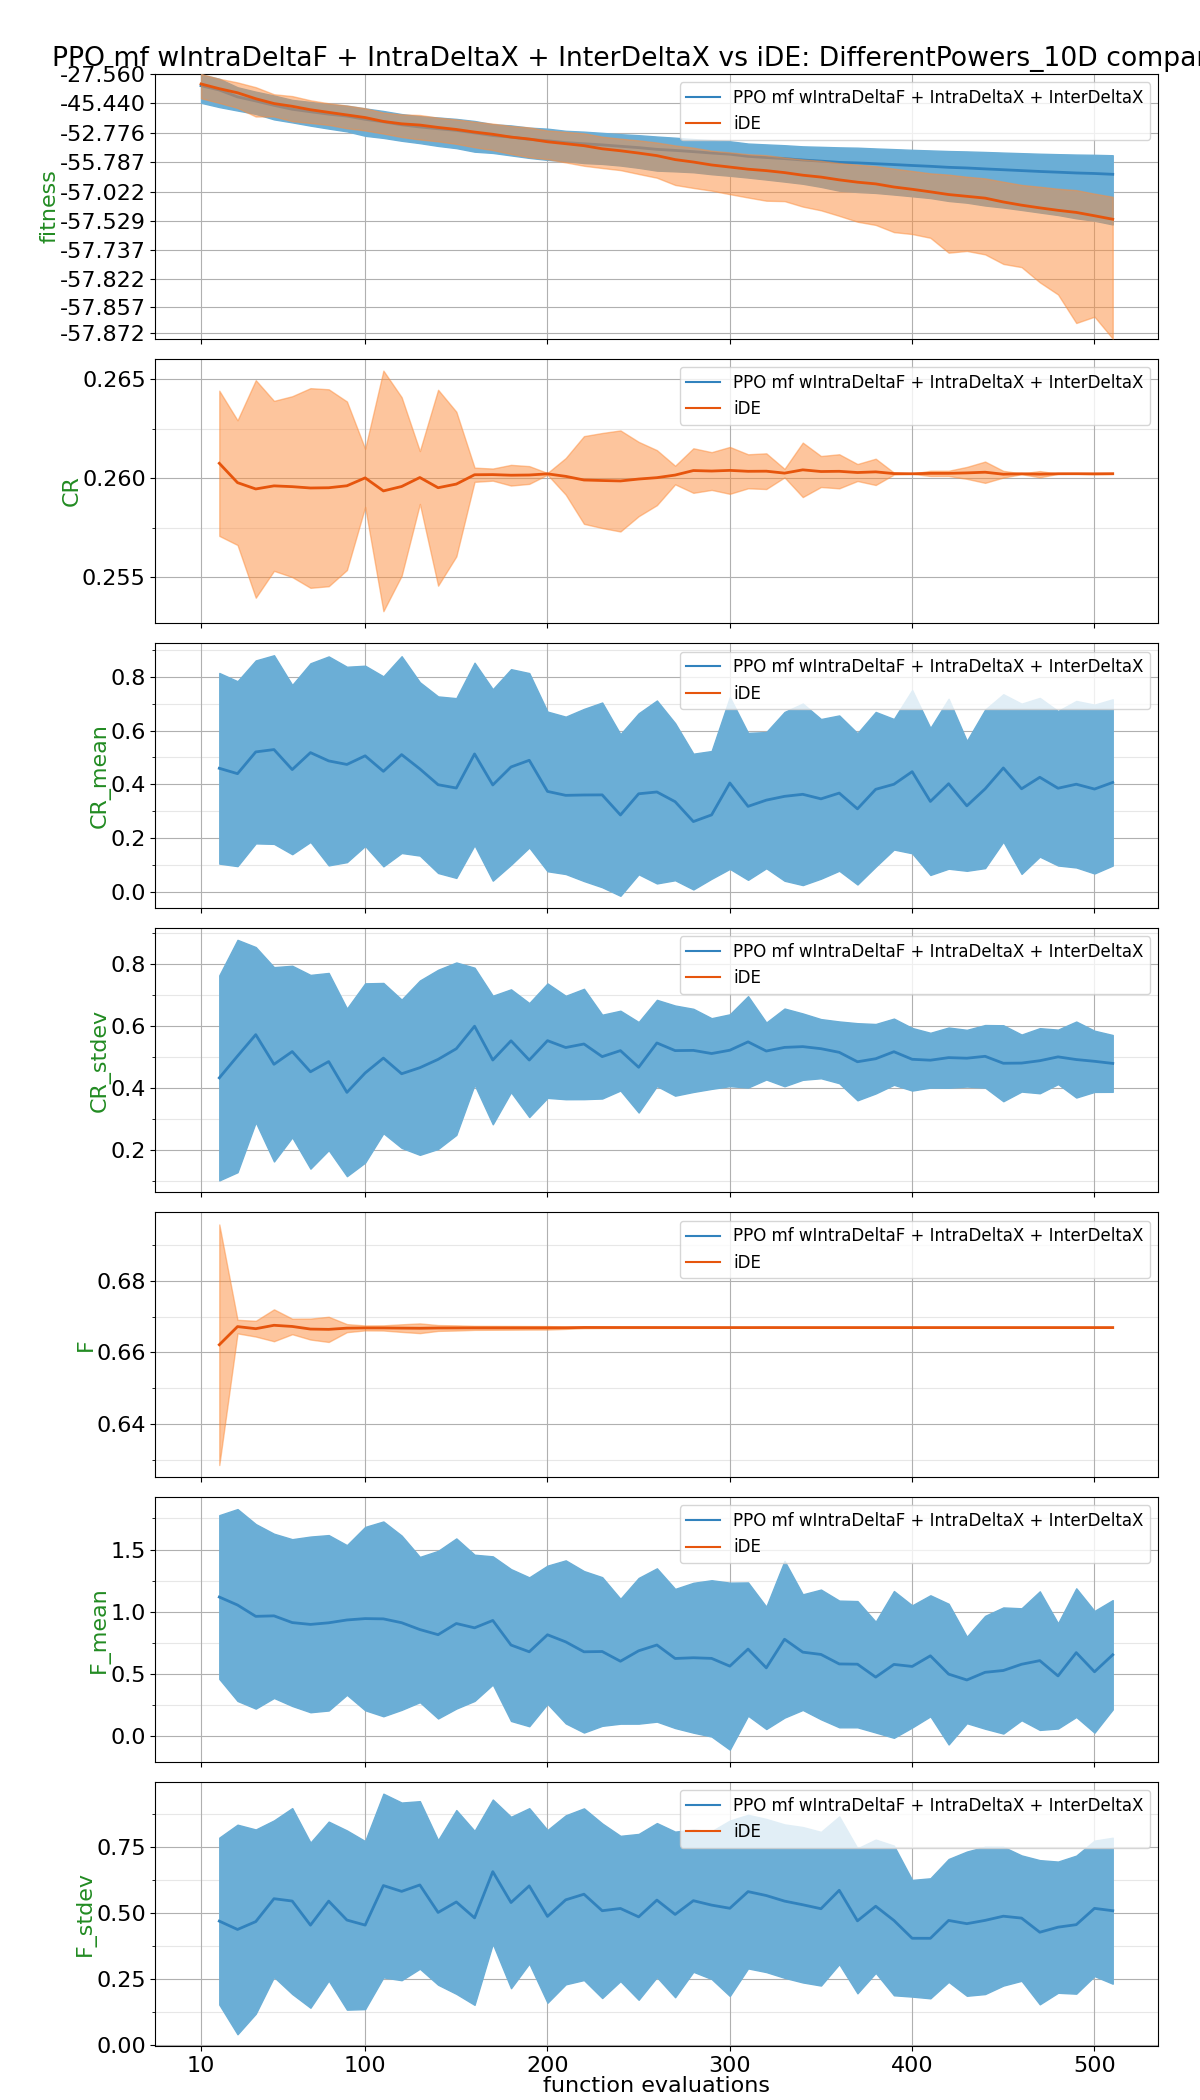 PPO mf wIntraDeltaF + IntraDeltaX + InterDeltaX vs iDE: DifferentPowers_10D compar
-27.560
-45.440
-52.776
-55.787
-57.022
-57.529
-57.737
-57.822
-57.857
-57.872
fitness
PPO mf wIntraDeltaF + IntraDeltaX + InterDeltaX
iDE
0.265
0.260
0.255
CR
PPO mf wIntraDeltaF + IntraDeltaX + InterDeltaX
iDE
0.8
0.6
0.4
0.2
0.0
CR_mean
PPO mf wIntraDeltaF + IntraDeltaX + InterDeltaX
iDE
0.8
0.6
0.4
0.2
CR_stdev
PPO mf wIntraDeltaF + IntraDeltaX + InterDeltaX
iDE
0.68
0.66
0.64
F
PPO mf wIntraDeltaF + IntraDeltaX + InterDeltaX
iDE
1.5
1.0
0.5
0.0
F_mean
PPO mf wIntraDeltaF + IntraDeltaX + InterDeltaX
iDE
0.75
0.50
0.25
0.00
F_stdev
PPO mf wIntraDeltaF + IntraDeltaX + InterDeltaX
iDE
10 100 200 300 400 500
function evaluations